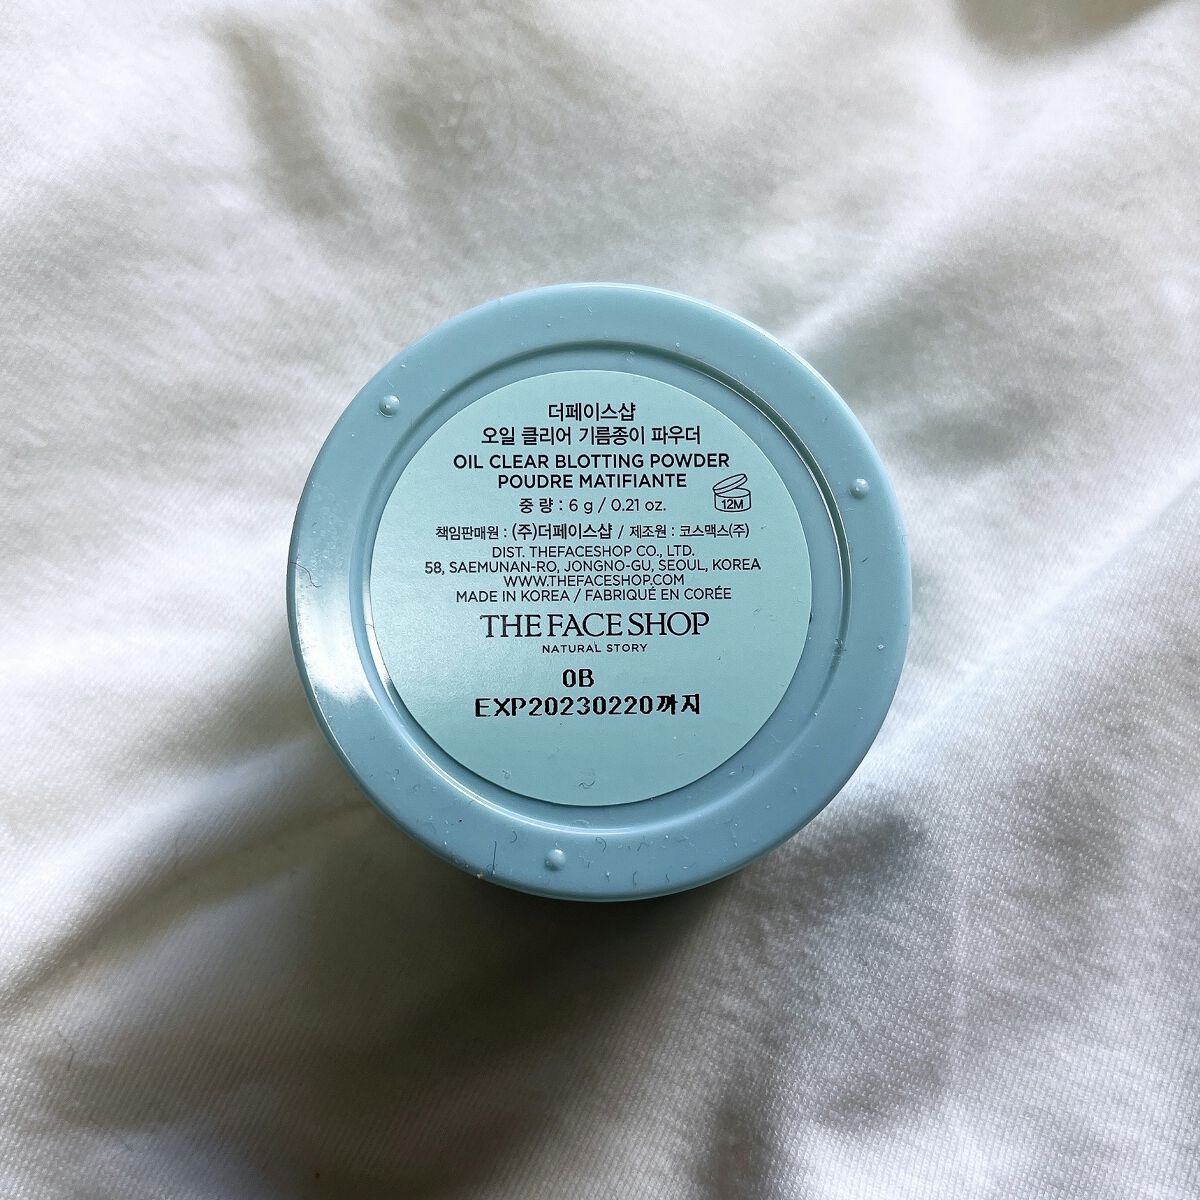 더페이스샵
오일 클리어 기름종이 파우더
OIL CLEAR BLOTTING POWDER
POUDRE MATIFIANTE
중 량 : 6 g / 0.21 oz.
12M
책임판매원 : (주)더페이스샵 / 제조원 : 코스맥스(주)
DIST. THEFACESHOP CO., LTD.
58, SAEMUNAN-RO, JONGNO-GU, SEOUL, KOREA
WWW.THEFACESHOP.COM
MADE IN KOREA / FABRIQUÉ EN CORÉE
THE FACE SHOP
NATURAL STORY
0B
EXP20230220까지